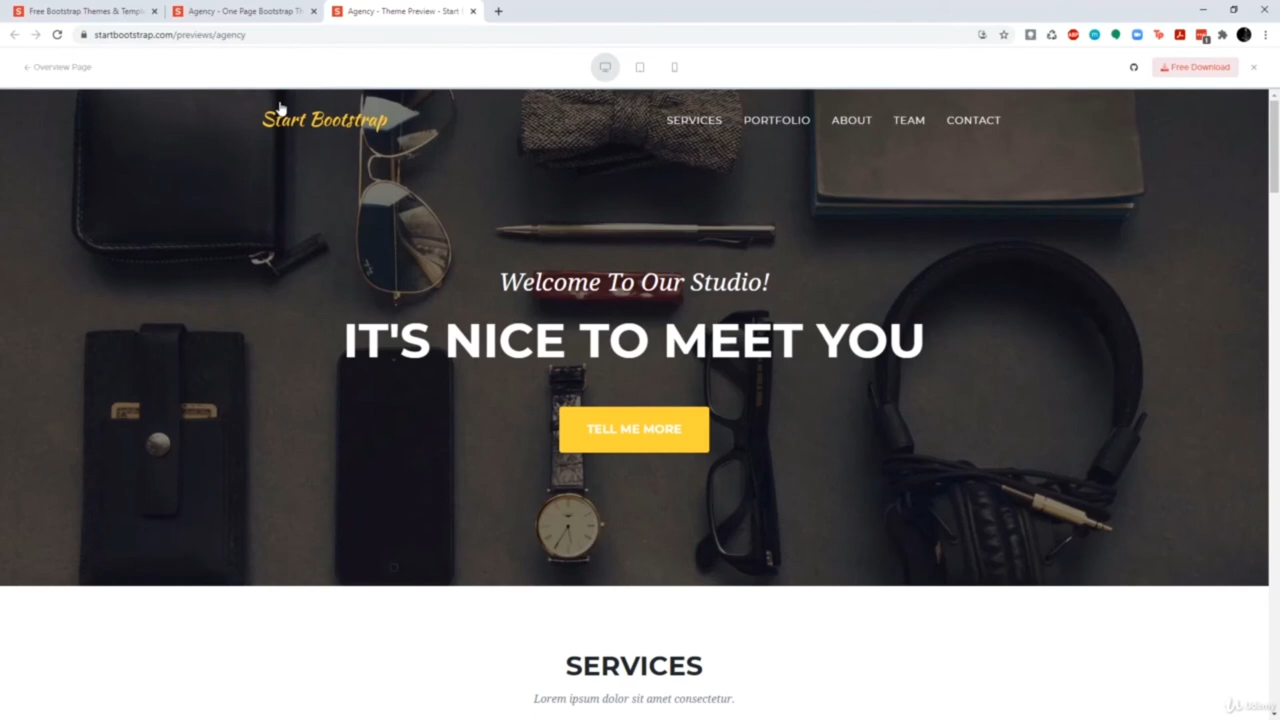 Free Bootstrap Themes & Templ
Agency - One Page Bootstrap Th
Agency - Theme Preview - Start
startbootstrap.com/previews/agency
Overview Page
Free Download
Start Bootstrap
SERVICES
PORTFOLIO
ABOUT
TEAM
CONTACT
Welcome To Our Studio!
IT'S NICE TO MEET YOU
TELL ME MORE
SERVICES
Lorem ipsum dolor sit amet consectetur.
Udemy